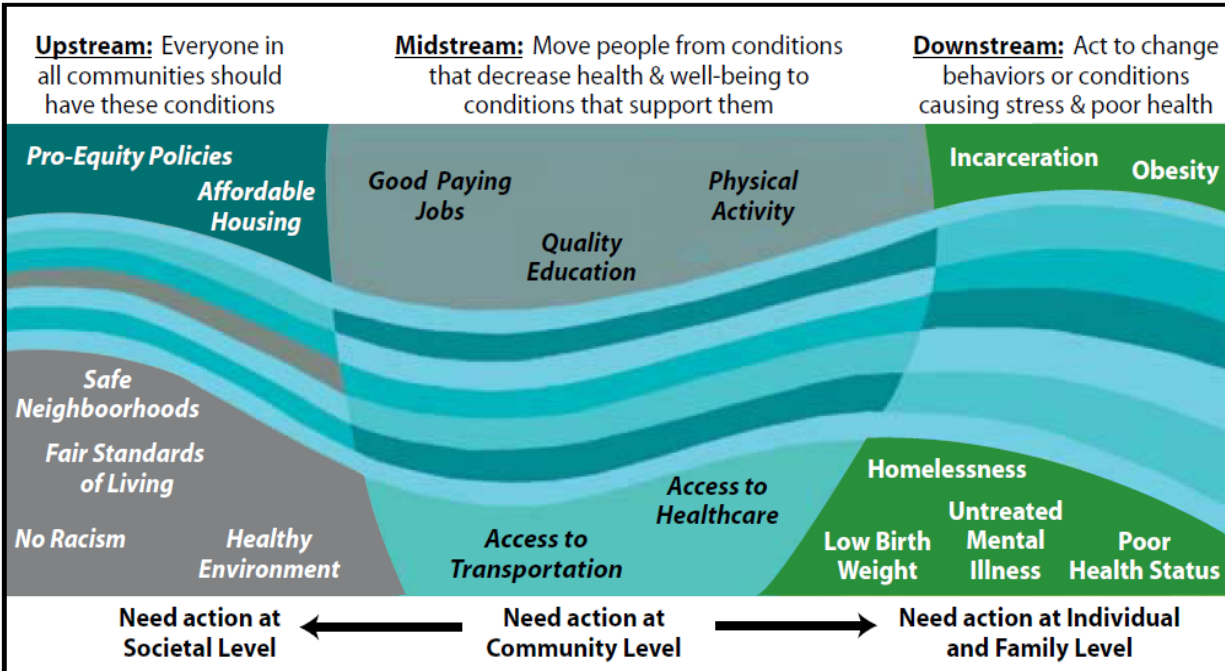 Upstream: Everyone in
all communities should
have these conditions
Midstream: Move people from conditions
that decrease health & well-being to
conditions that support them
Downstream: Act to change
behaviors or conditions
causing stress & poor health
Pro-Equity Policies
Affordable
Housing
Good Paying
Jobs
Quality
Education
Physical
Activity
Incarceration
Obesity
Safe
Neighboorhoods
Fair Standards
of Living
No Racism
Healthy
Environment
Access to
Transportation
Access to
Healthcare
Homelessness
Low Birth
Weight
Untreated
Mental
Illness
Poor
Health Status
Need action at
Societal Level
Need action at
Community Level
Need action at Individual
and Family Level